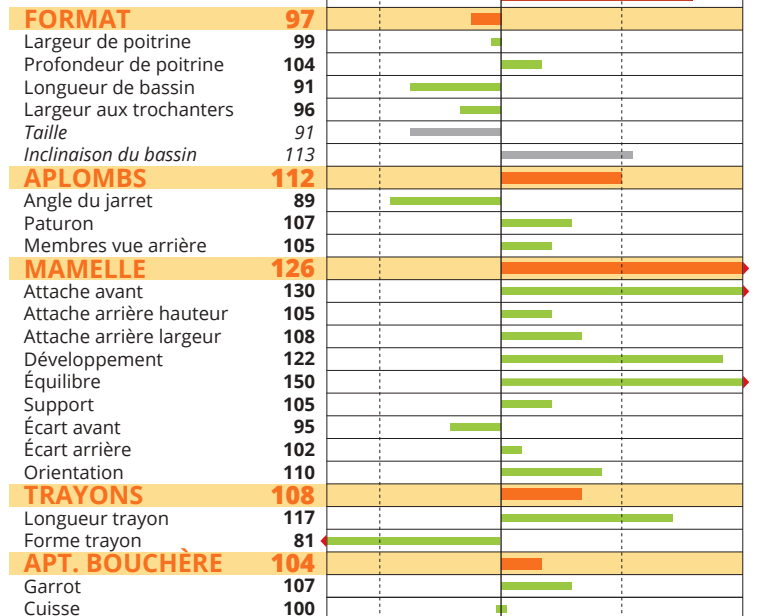 FORMAT 97
Largeur de poitrine 99
Profondeur de poitrine 104
Longueur de bassin 91
Largeur aux trochanters 96
Taille 91
Inclinaison du bassin 113
APLOMBS 112
Angle du jarret 89
Paturon 107
Membres vue arrière 105
MAMELLE 126
Attache avant 130
Attache arrière hauteur 105
Attache arrière largeur 108
Développement 122
Équilibre 150
Support 105
Écart avant 95
Écart arrière 102
Orientation 110
TRAYONS 108
Longueur trayon 117
Forme trayon 81
APT. BOUCHÈRE 104
Garrot 107
Cuisse 100